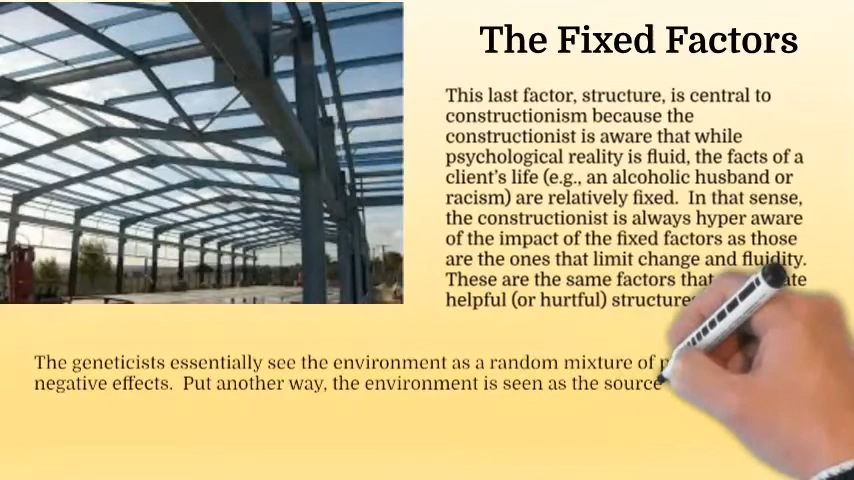 The Fixed Factors
This last factor, structure, is central to
constructionism because the
constructionist is aware that while
psychological reality is fluid, the facts of a
client's life (e.g., an alcoholic husband or
racism) are relatively fixed. In that sense,
the constructionist is always hyper aware
of the impact of the fixed factors as those
are the ones that limit change and fluidity.
These are the same factors that
helpful (or hurtful)
The geneticists essentially see the environment as a random mixture of
negative effects. Put another way, the environment is seen as the source